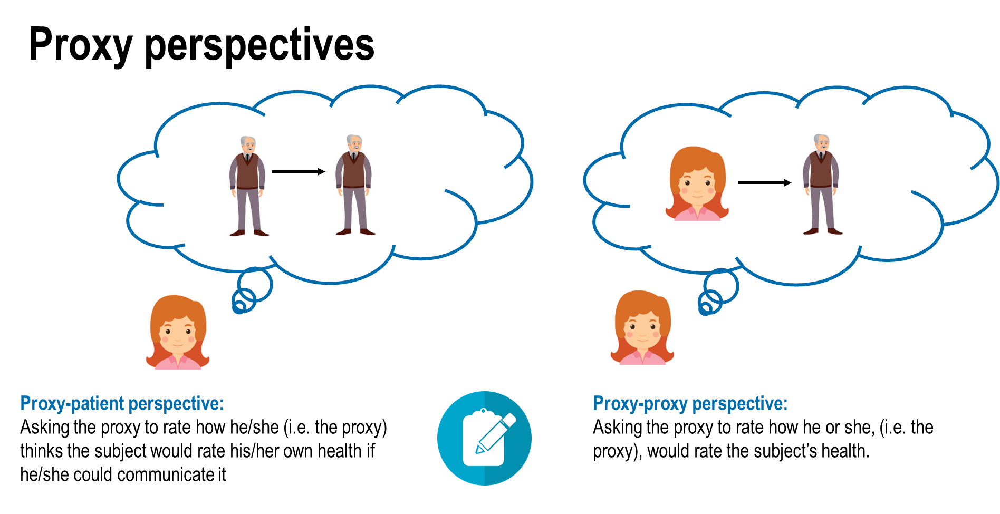 Proxy perspectives
Proxy-patient perspective:
Asking the proxy to rate how he/she (i.e. the proxy)
thinks the subject would rate his/her own health if
he/she could communicate it
Proxy-proxy perspective:
Asking the proxy to rate how he or she, (i.e. the
proxy), would rate the subject’s health.